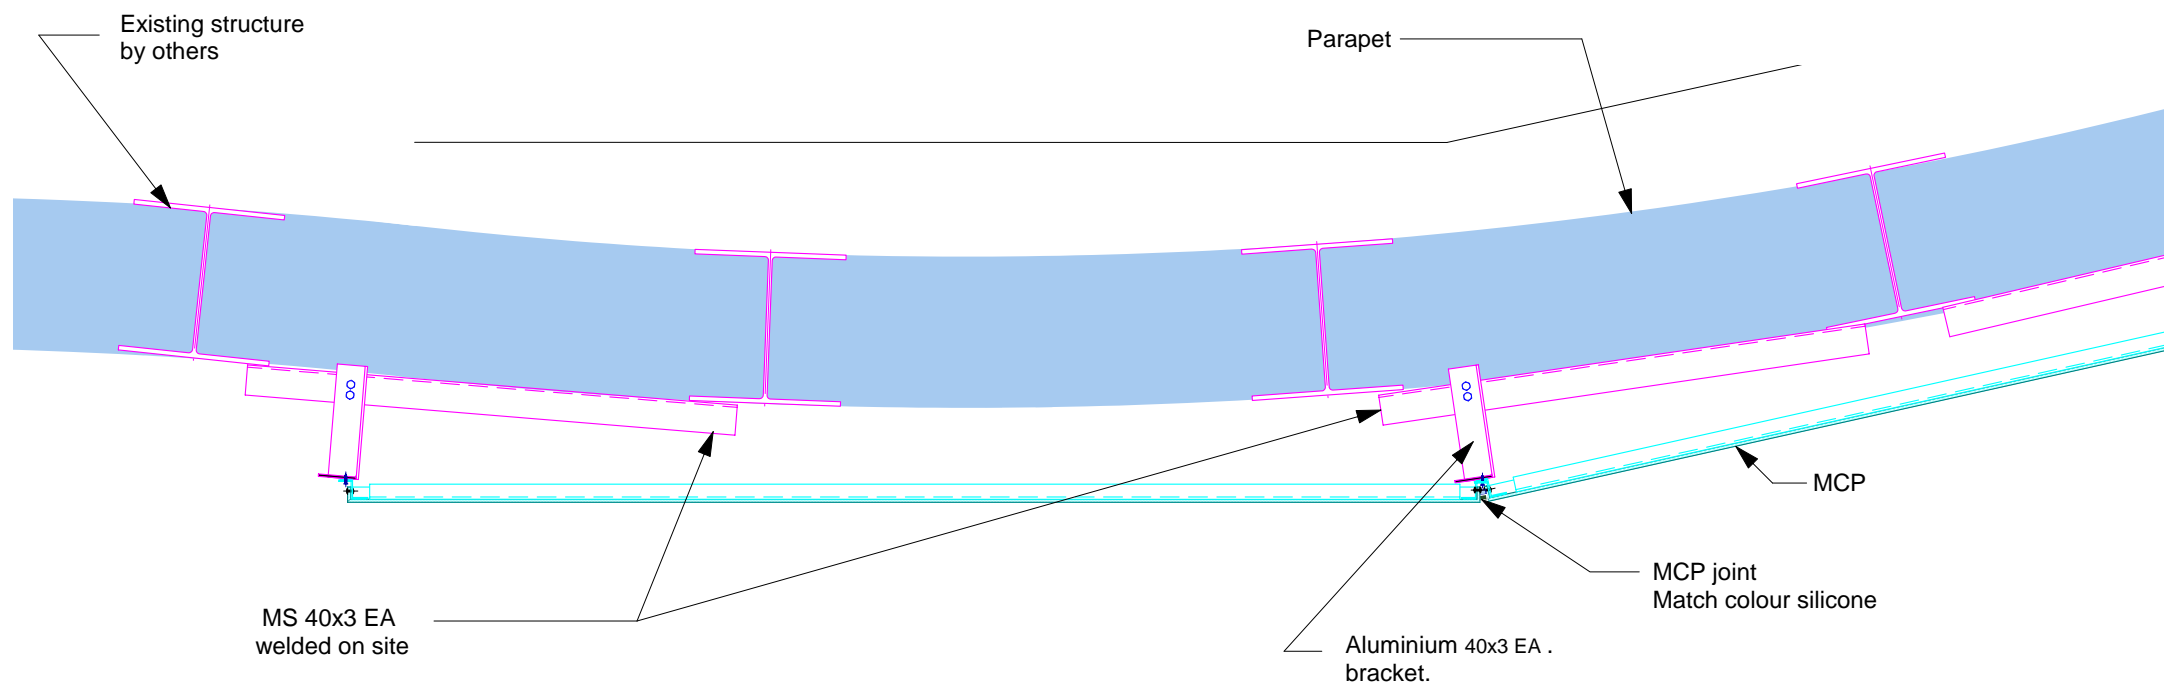 Existing structure
by others
Parapet
MCP
MCP joint
Match colour silicone
MS 40x3 EA
welded on site
Aluminium 40x3 EA .
bracket.